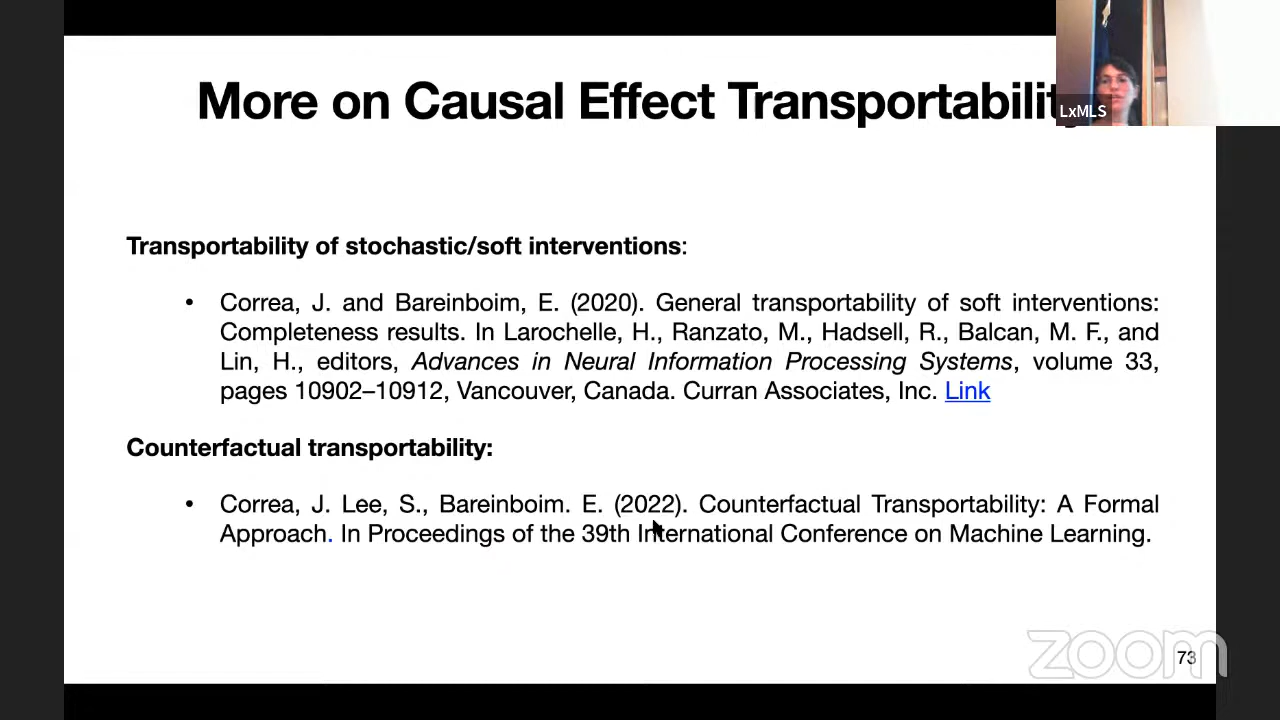 More on Causal Effect Transportability
LxMLS
Transportability of stochastic/soft interventions:
• Correa, J. and Bareinboim, E. (2020). General transportability of soft interventions:
Completeness results. In Larochelle, H., Ranzato, M., Hadsell, R., Balcan, M. F., and
Lin, H., editors, Advances in Neural Information Processing Systems, volume 33,
pages 10902–10912, Vancouver, Canada. Curran Associates, Inc. Link
Counterfactual transportability:
• Correa, J. Lee, S., Bareinboim. E. (2022). Counterfactual Transportability: A Formal
Approach. In Proceedings of the 39th International Conference on Machine Learning.
zoom
73